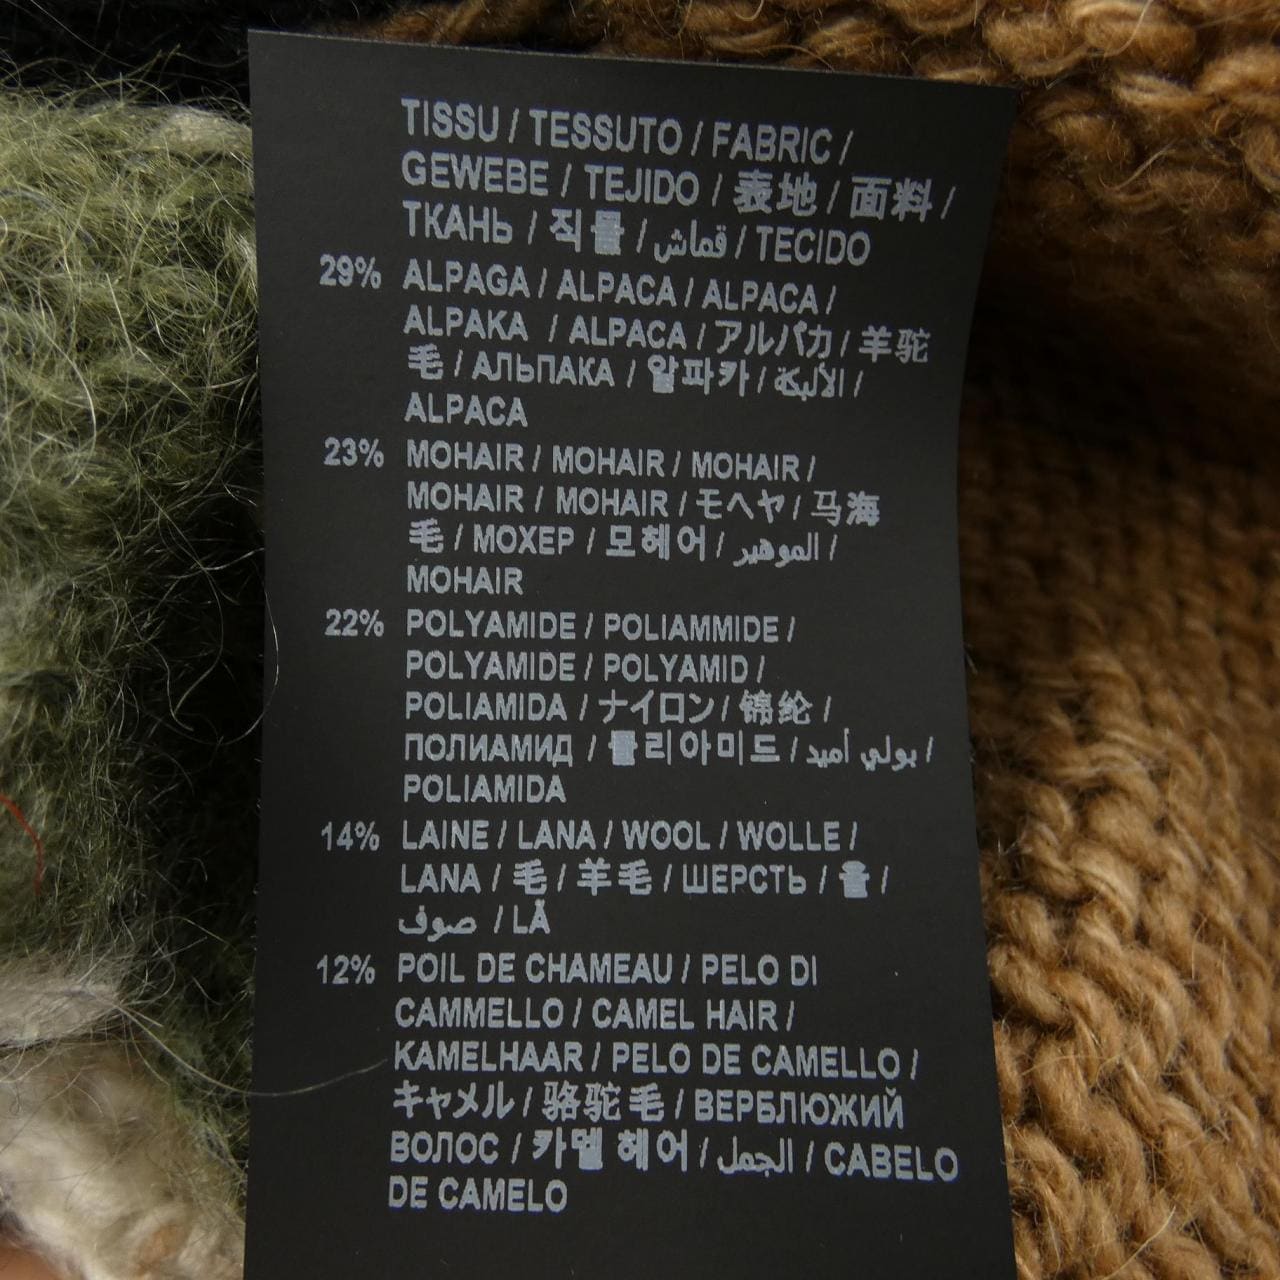 TISSU / TESSUTO / FABRIC /
GEWEBE / TEJIDO / 表地 / 面料 /
ТКАНЬ / 직물 / قماش / TECIDO
29% ALPAGA / ALPACA / ALPACA /
ALPAKA / ALPACA / アルパカ / 羊驼
毛 / АЛЬПАКА / 알파카 / الألبكة /
ALPACA
23% MOHAIR / MOHAIR / MOHAIR /
MOHAIR / MOHAIR / モヘヤ / 马海
毛 / МОХЕР / 모헤어 / الموهير /
MOHAIR
22% POLYAMIDE / POLIAMMIDE /
POLYAMIDE / POLYAMID /
POLIAMIDA / ナイロン / 锦纶 /
ПОЛИАМИД / 폴리아미드 / بولي أميد /
POLIAMIDA
14% LAINE / LANA / WOOL / WOLLE /
LANA / 毛 / 羊毛 / ШЕРСТЬ / 울 /
صوف / LÃ
12% POIL DE CHAMEAU / PELO DI
CAMMELLO / CAMEL HAIR /
KAMELHAAR / PELO DE CAMELLO /
キャメル / 骆驼毛 / ВЕРБЛЮЖИЙ
ВОЛОС / 카멜 헤어 / الجمل / CABELO
DE CAMELO